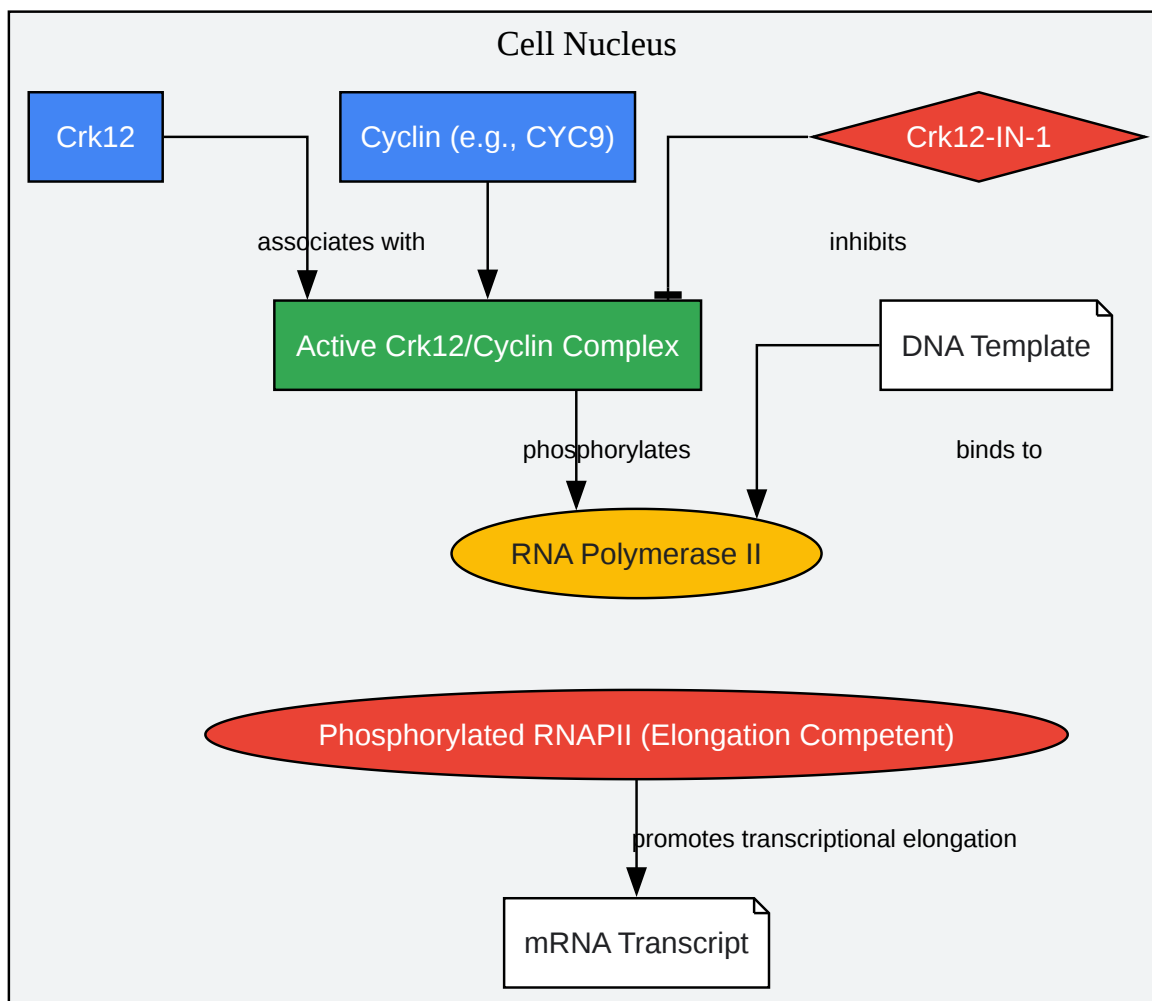 Cell Nucleus
Crk12
Cyclin (e.g., CYC9)
Crk12-IN-1
associates with
inhibits
Active Crk12/Cyclin Complex
DNA Template
phosphorylates
binds to
RNA Polymerase II
Phosphorylated RNAPII (Elongation Competent)
promotes transcriptional elongation
mRNA Transcript